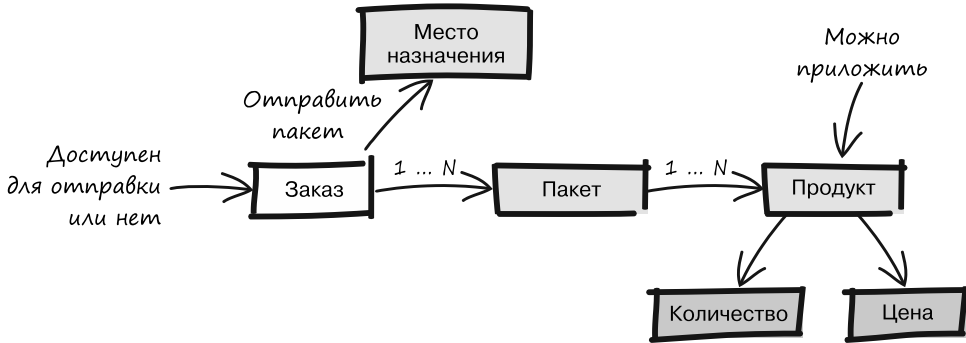 Место
назначения
Можно
приложить
Отправить
пакет
Доступен
для отправки
или нет
Заказ
1 ... N
Пакет
1 ... N
Продукт
Количество
Цена